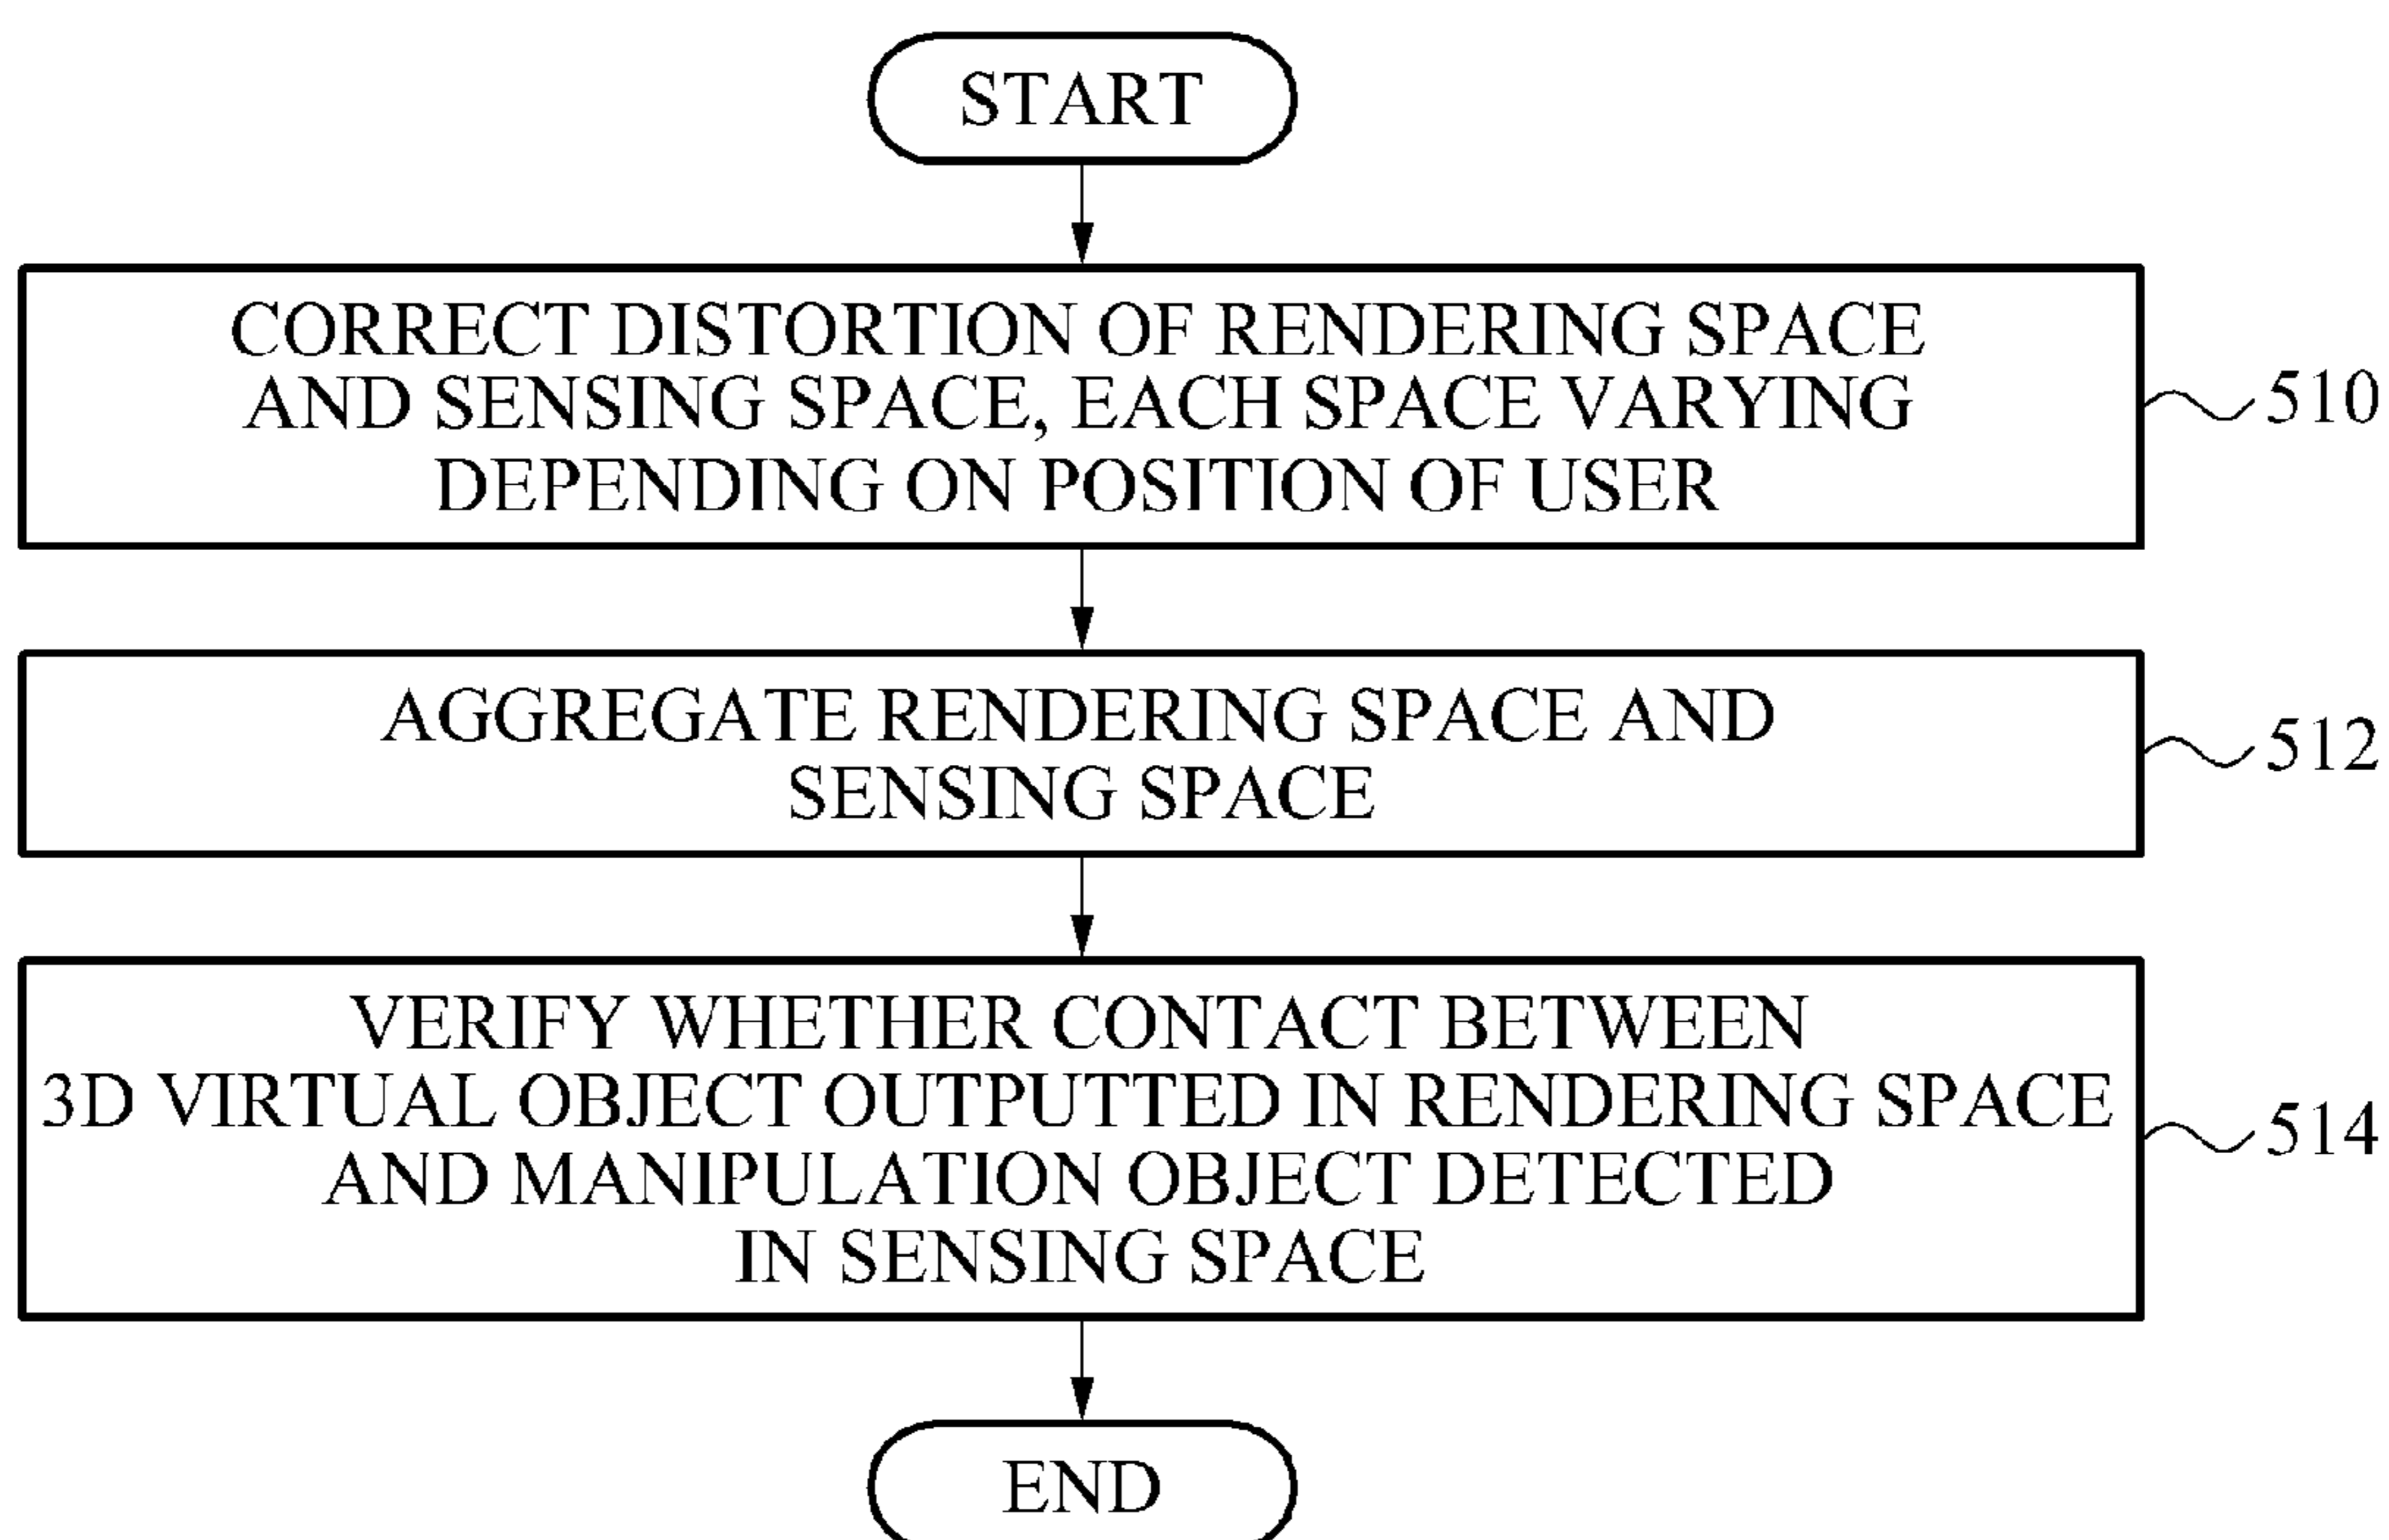 START
CORRECT DISTORTION OF RENDERING SPACE
AND SENSING SPACE, EACH SPACE VARYING
DEPENDING ON POSITION OF USER
510
AGGREGATE RENDERING SPACE AND
SENSING SPACE
512
VERIFY WHETHER CONTACT BETWEEN
3D VIRTUAL OBJECT OUTPUTTED IN RENDERING SPACE
AND MANIPULATION OBJECT DETECTED
IN SENSING SPACE
514
END